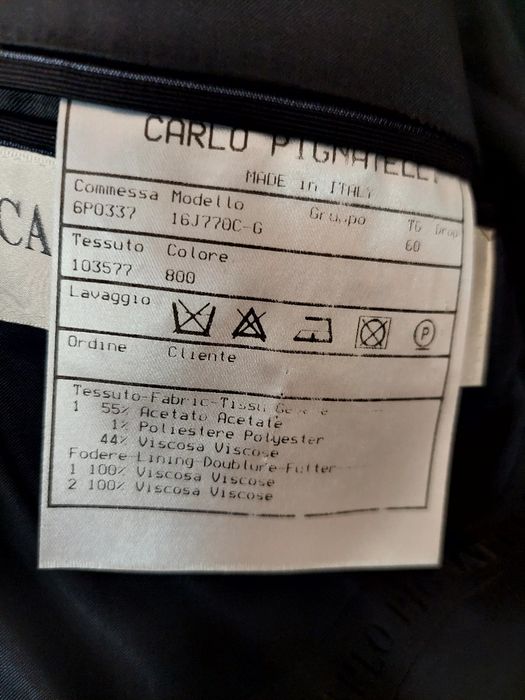 CARLO PIGNATELLI
MADE in ITALY
Commessa Modello Gruppo TG Drop
6P0337 16J770C-G 60
Tessuto Colore
103577 800
Lavaggio
P
Ordine Cliente
Tessuto-Fabric-Tissu
1 55% Acetato Acetate
1% Poliestere Polyester
44% Viscosa Viscose
Fodere-Lining-Doublure-Futter
1 100% Viscosa Viscose
2 100% Viscosa Viscose
CA